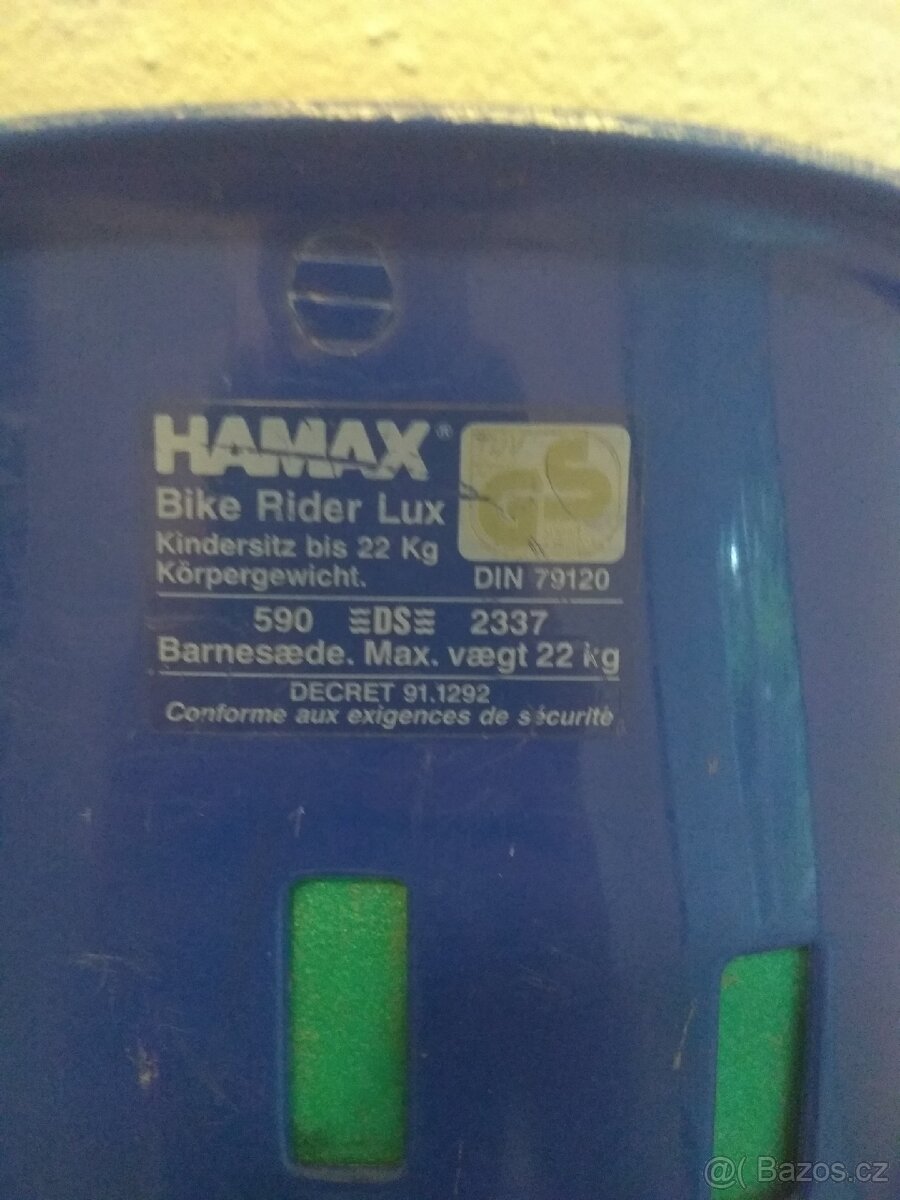 HAMAX®
Bike Rider Lux
Kindersitz bis 22 Kg
Körpergewicht.
GS
DIN 79120
590 DS 2337
Barnesæde. Max. vægt 22 kg
DECRET 91.1292
Conforme aux exigences de sécurité
@( Bazos.cz